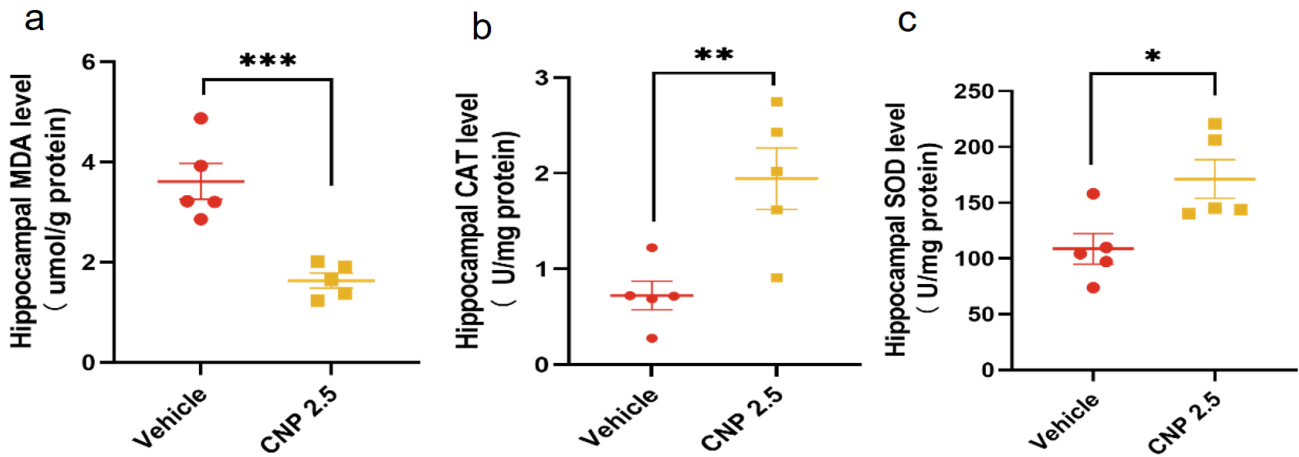 a
Hippocampal MDA level
( umol/g protein)
6
4
2
0
***
Vehicle
CNP 2.5
b
Hippocampal CAT level
( U/mg protein)
3
2
1
0
**
Vehicle
CNP 2.5
c
Hippocampal SOD level
( U/mg protein)
250
200
150
100
50
0
*
Vehicle
CNP 2.5